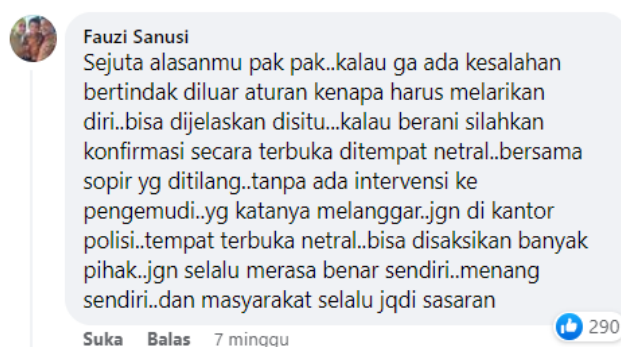 Fauzi Sanusi
Sejuta alasanmu pak pak..kalau ga ada kesalahan
bertindak diluar aturan kenapa harus melarikan
diri..bisa dijelaskan disitu...kalau berani silahkan
konfirmasi secara terbuka ditempat netral..bersama
sopir yg ditilang..tanpa ada intervensi ke
pengemudi..yg katanya melanggar..jgn di kantor
polisi..tempat terbuka netral..bisa disaksikan banyak
pihak..jgn selalu merasa benar sendiri..menang
sendiri..dan masyarakat selalu jqdi sasaran
290
Suka Balas 7 minggu